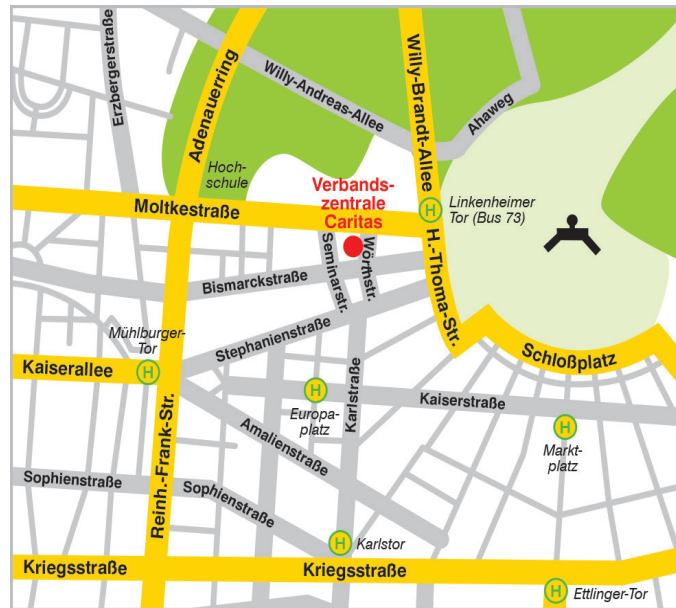 Erzbergerstraße
Adenauerring
Willy-Andreas-Allee
Willy-Brandt-Allee
Ahaweg
Hoch-
schule
Verbands-
zentrale
Caritas
Moltkestraße
H
Linkenheimer
Tor (Bus 73)
H.-Thoma-Str.
Seminarstr.
Wörthstr.
Bismarckstraße
Stephanienstraße
Mühlburger-
Tor
H
Kaiserallee
Schloßplatz
Reinh.-Frank-Str.
H
Europa-
platz
Karlstraße
Kaiserstraße
H
Markt-
platz
Amalienstraße
Sophienstraße
Sophienstraße
H
Karlstor
Kriegsstraße
Kriegsstraße
H
Ettlinger-Tor